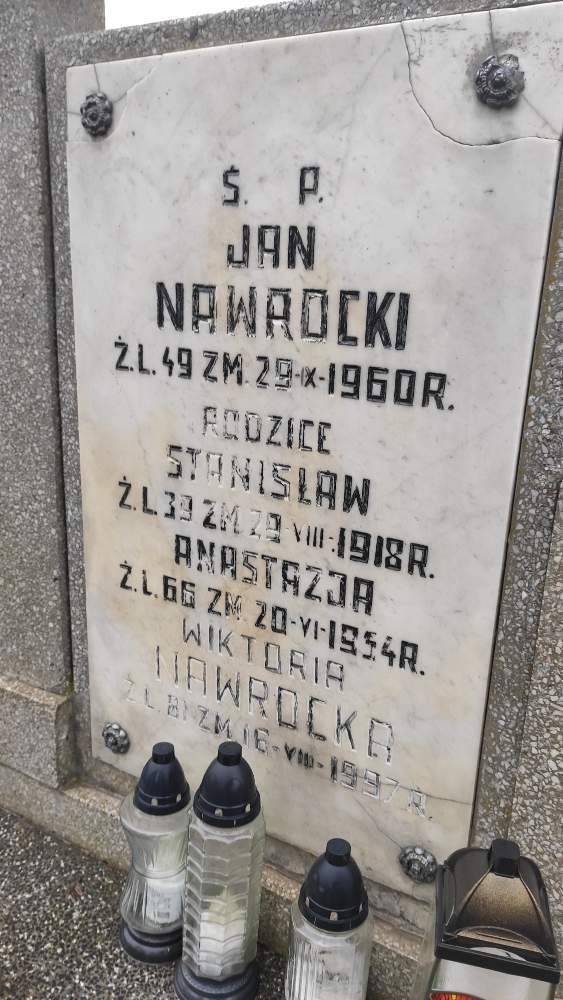 Ś. P.
JAN
NAWROCKI
Ż.L. 49 ZM. 29-IX-1960R.
RODZICE
STANISŁAW
Ż.L.39 ZM 29-VIII-1918R.
ANASTAZJA
Ż.L.66 ZM. 20-VI-1954R.
WIKTORIA
NAWROCKA
Ż.L.81 ZM.16-VIII-1997R.